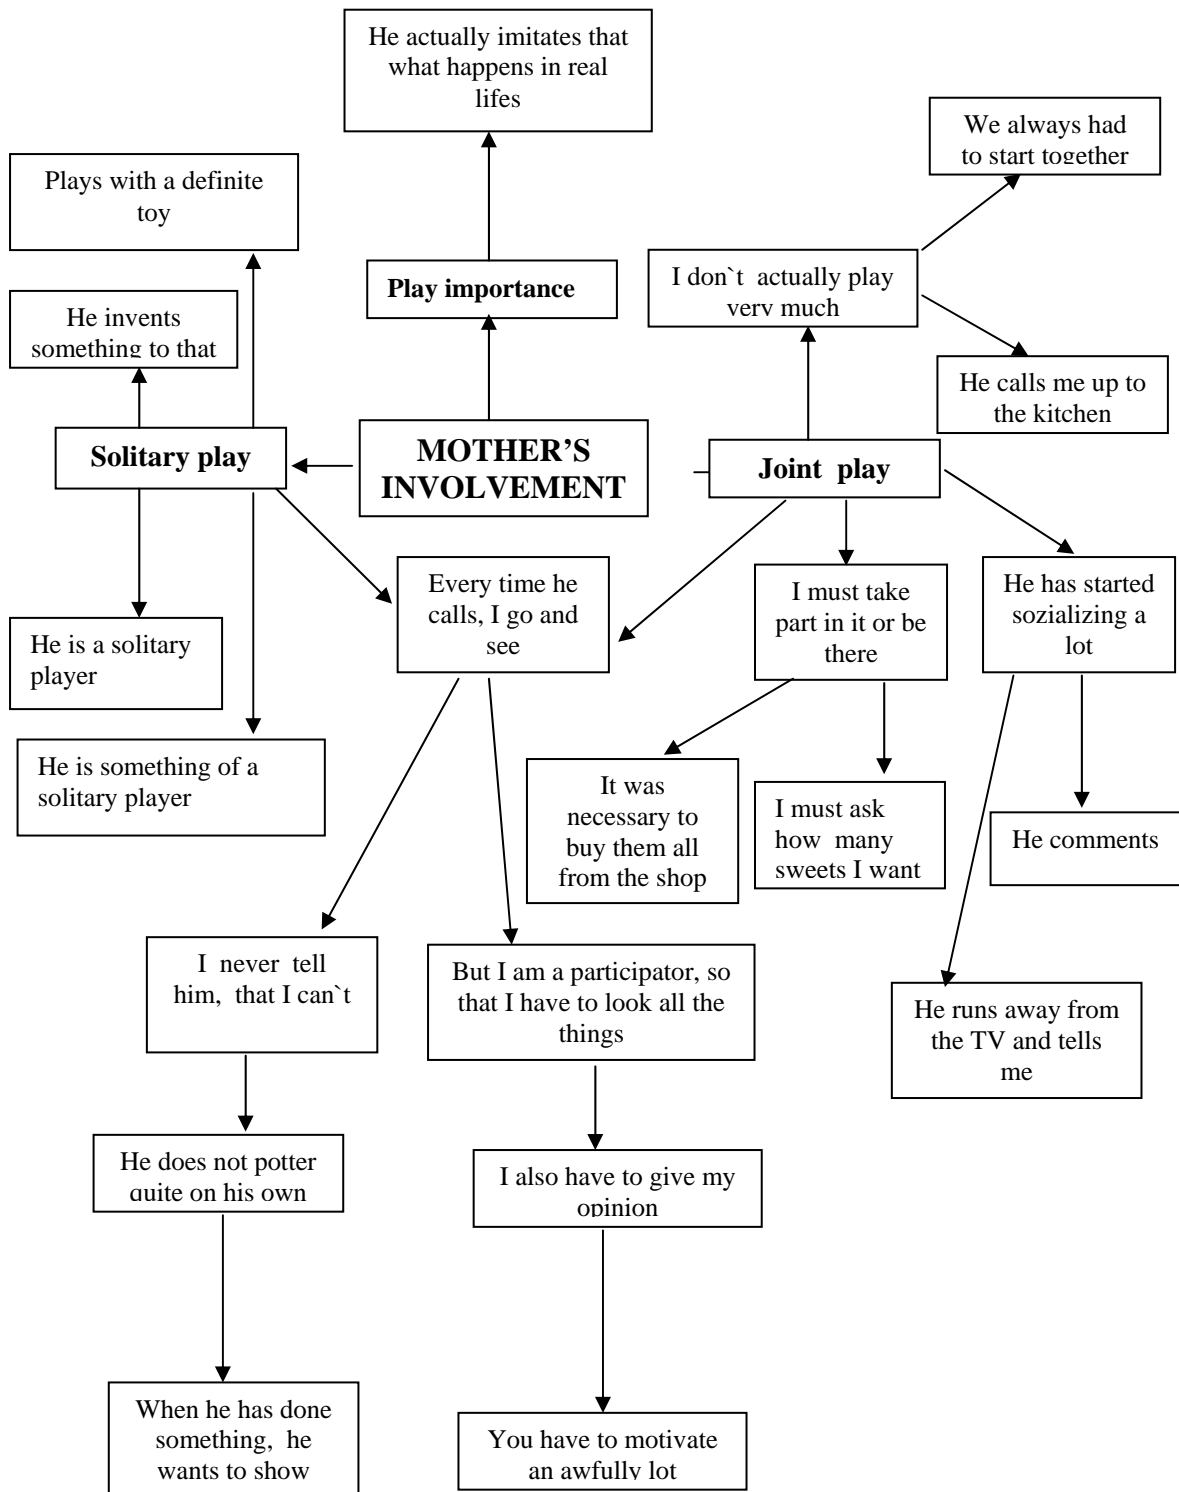 He actually imitates that
what happens in real
lifes
We always had
to start together
Plays with a definite
toy
Play importance
I don`t actually play
very much
He invents
something to that
He calls me up to
the kitchen
Solitary play
MOTHER’S
INVOLVEMENT
Joint play
Every time he
calls, I go and
see
I must take
part in it or be
there
He has started
sozializing a
lot
He is a solitary
player
He is something of a
solitary player
It was
necessary to
buy them all
from the shop
I must ask
how many
sweets I want
He comments
I never tell
him, that I can`t
But I am a participator, so
that I have to look all the
things
He runs away from
the TV and tells
me
He does not potter
quite on his own
I also have to give my
opinion
When he has done
something, he
wants to show
You have to motivate
an awfully lot